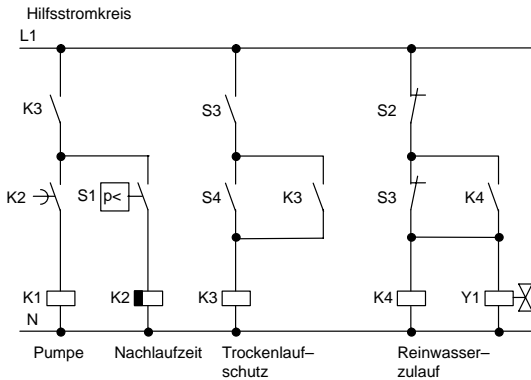 Hilfsstromkreis
L1
K3 S3 S2
K2 S1 p< S4 K3 S3 K4
K1 K2 K3 K4 Y1
N
Pumpe Nachlaufzeit Trockenlauf– Reinwasser–
schutz zulauf